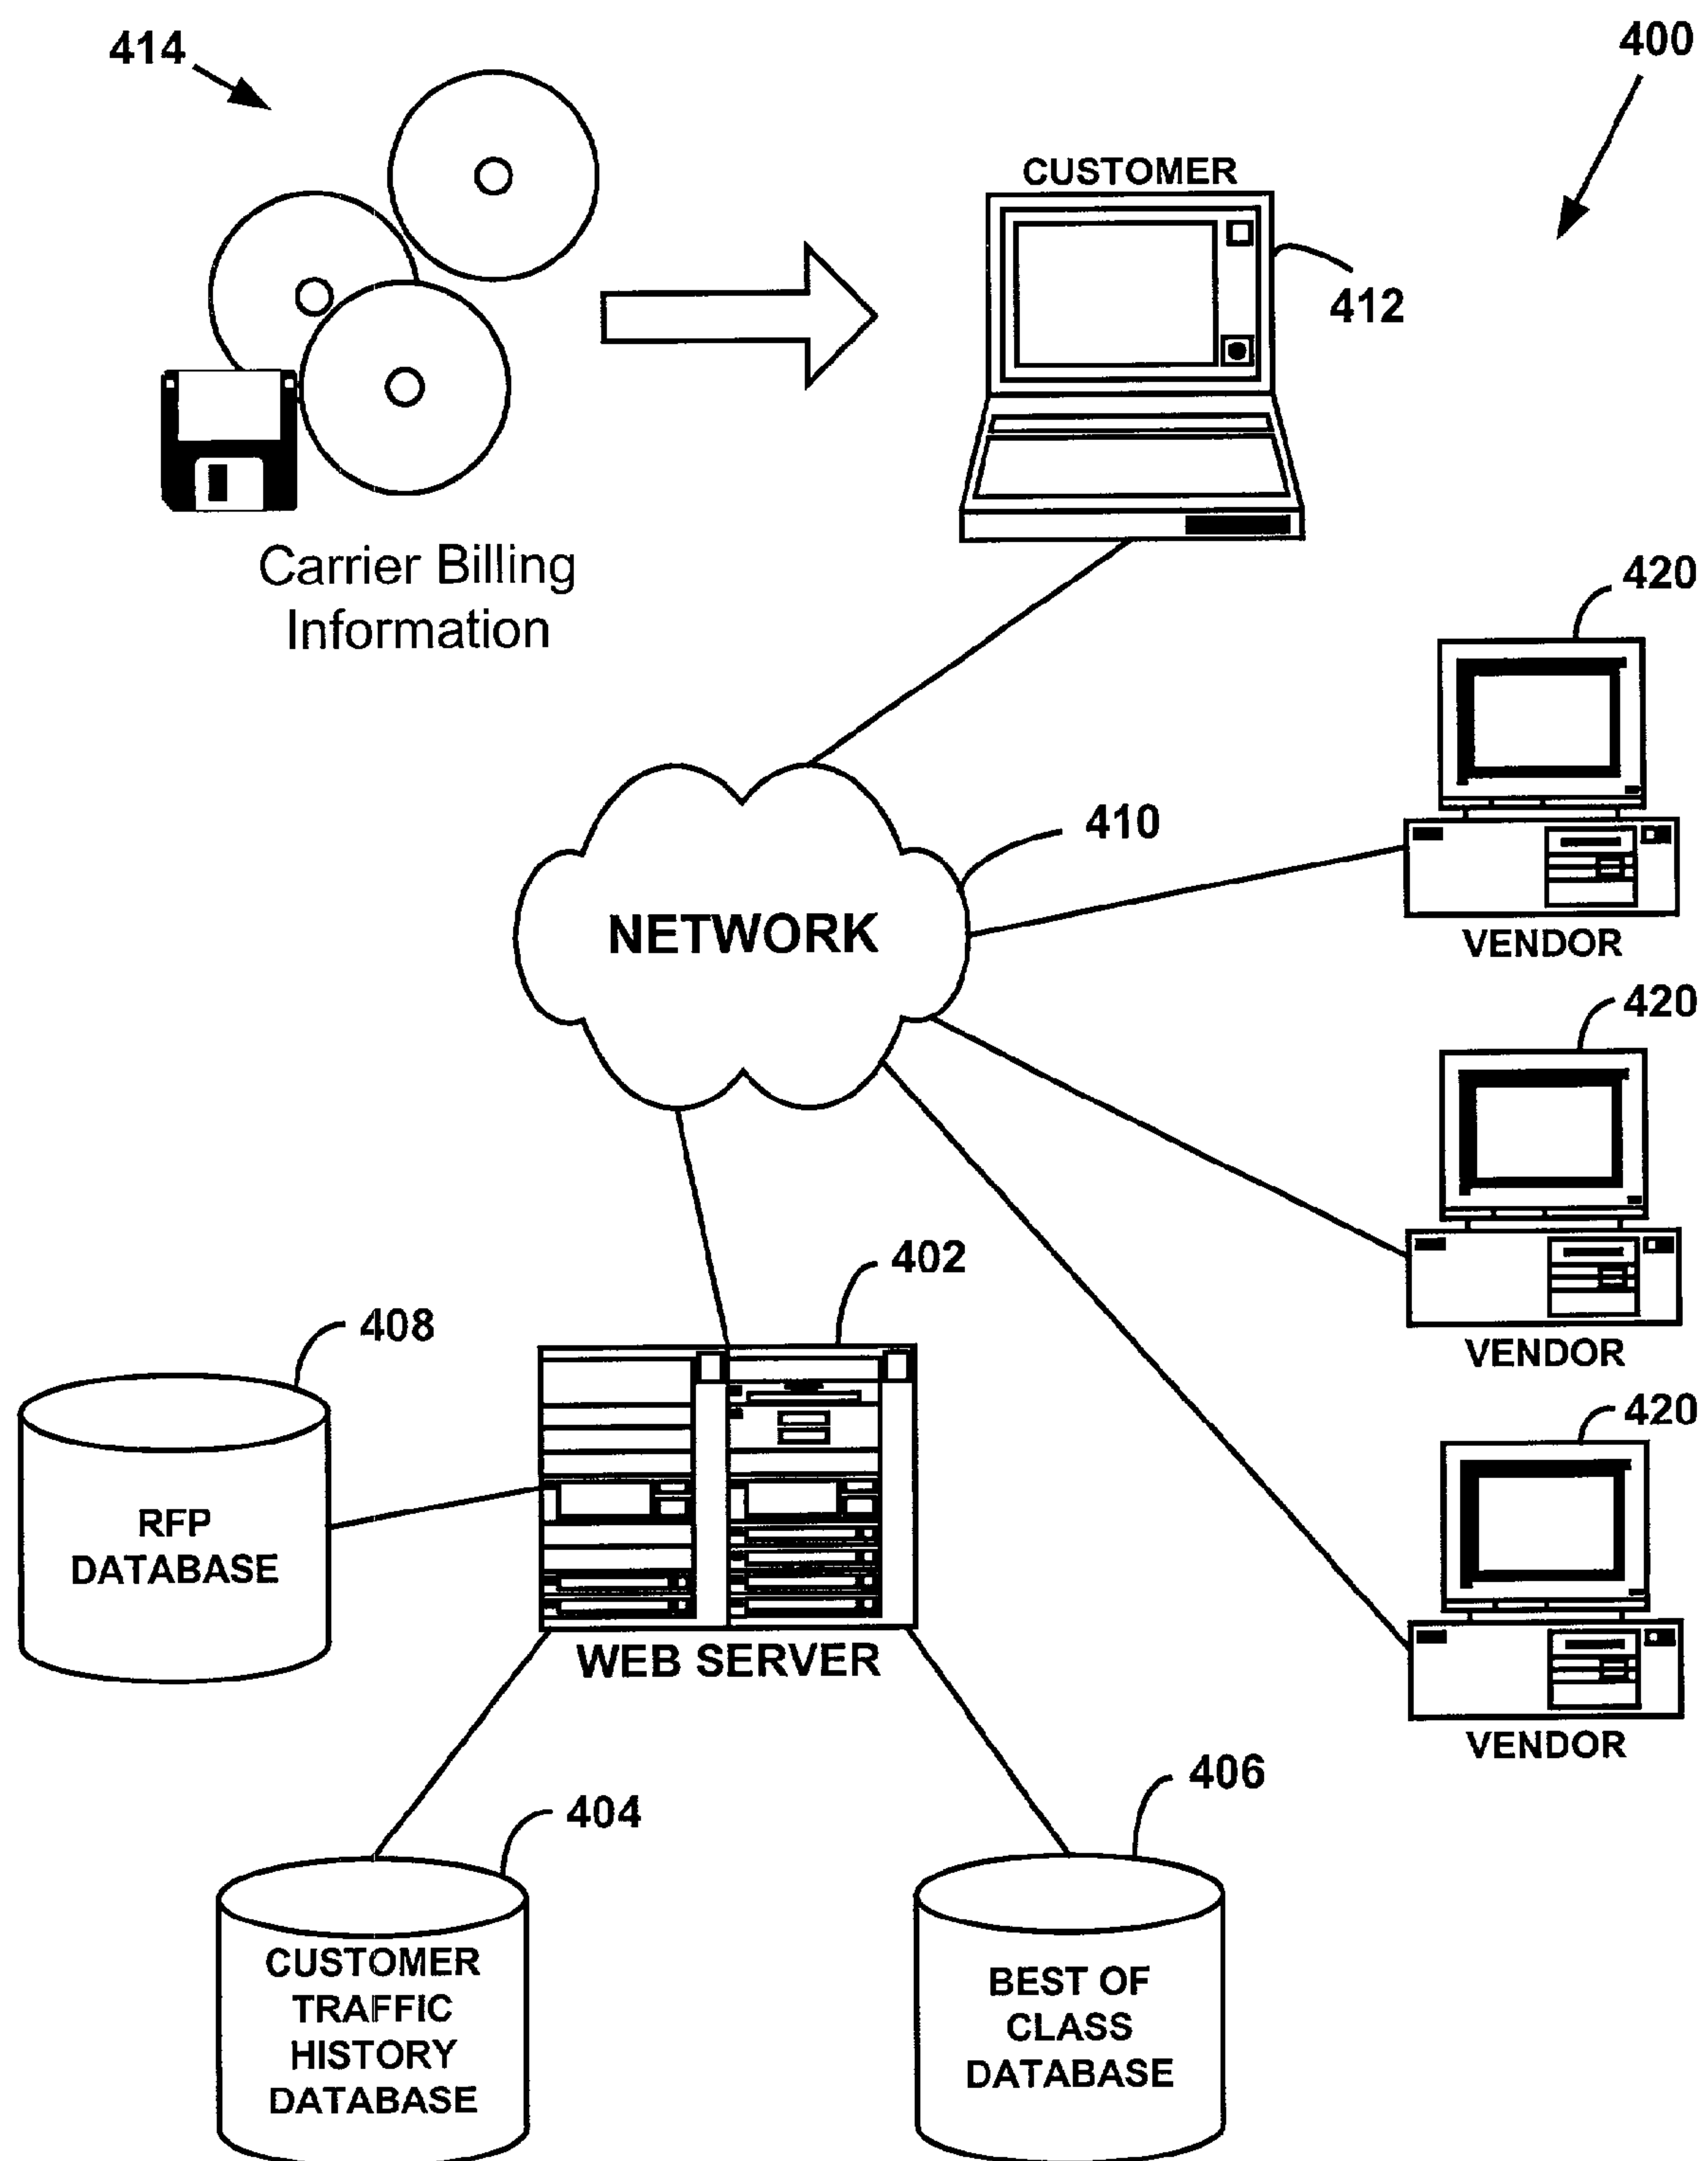 414
400
CUSTOMER
412
Carrier Billing
Information
420
410
NETWORK
VENDOR
420
402
408
VENDOR
420
RFP
DATABASE
WEB SERVER
VENDOR
406
404
CUSTOMER
TRAFFIC
HISTORY
DATABASE
BEST OF
CLASS
DATABASE